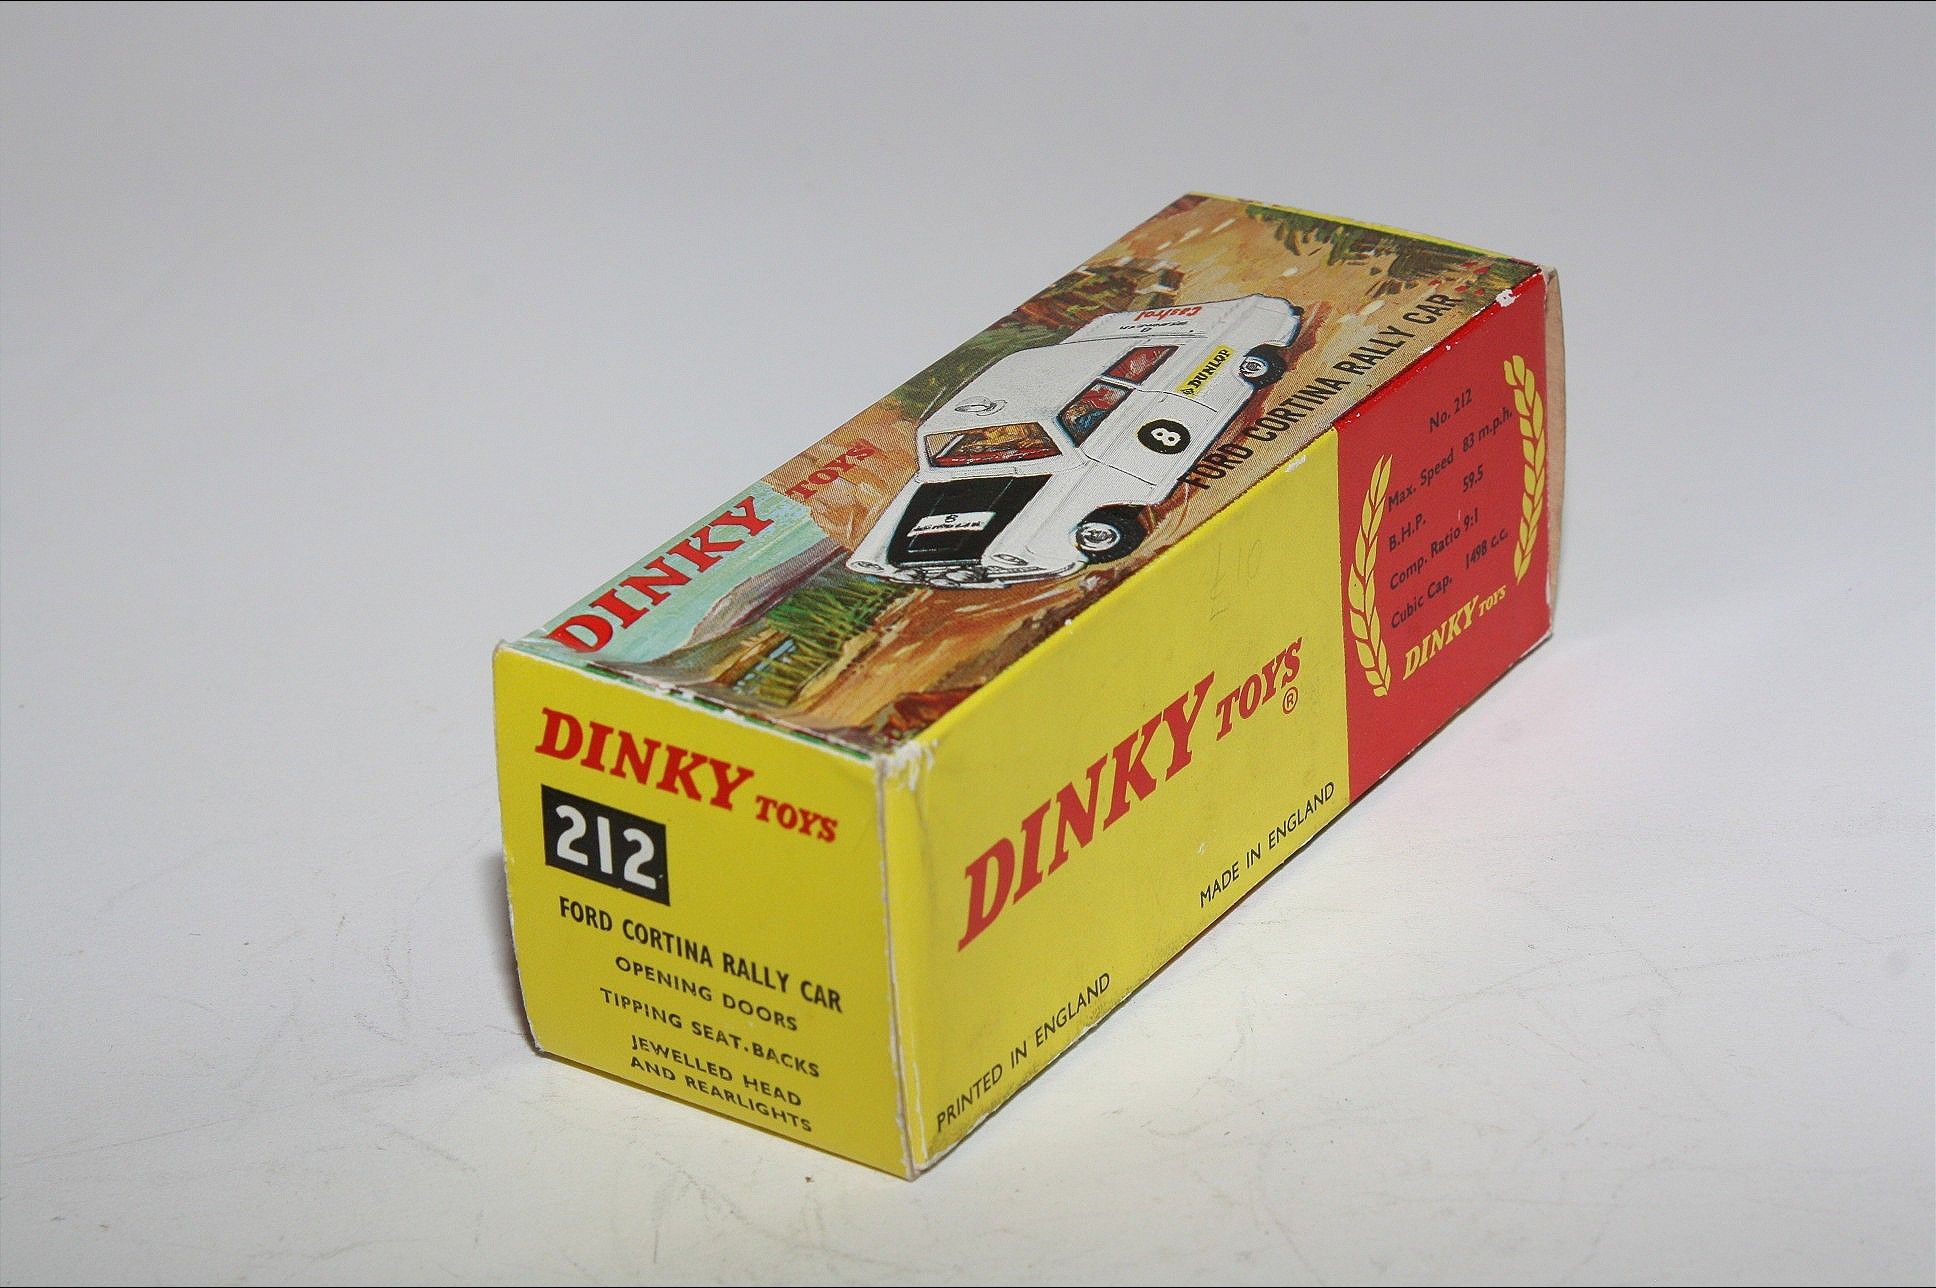 DINKY TOYS
Castrol
DUNLOP
8
FORD CORTINA RALLY CAR
DINKY TOYS
212
FORD CORTINA RALLY CAR
OPENING DOORS
TIPPING SEAT-BACKS
JEWELLED HEAD
AND REARLIGHTS
DINKY TOYS®
MADE IN ENGLAND
PRINTED IN ENGLAND
No. 212
Max. Speed 83 m.p.h.
B.H.P. 59.5
Comp. Ratio 9:1
Cubic Cap. 1498 c.c.
DINKY TOYS